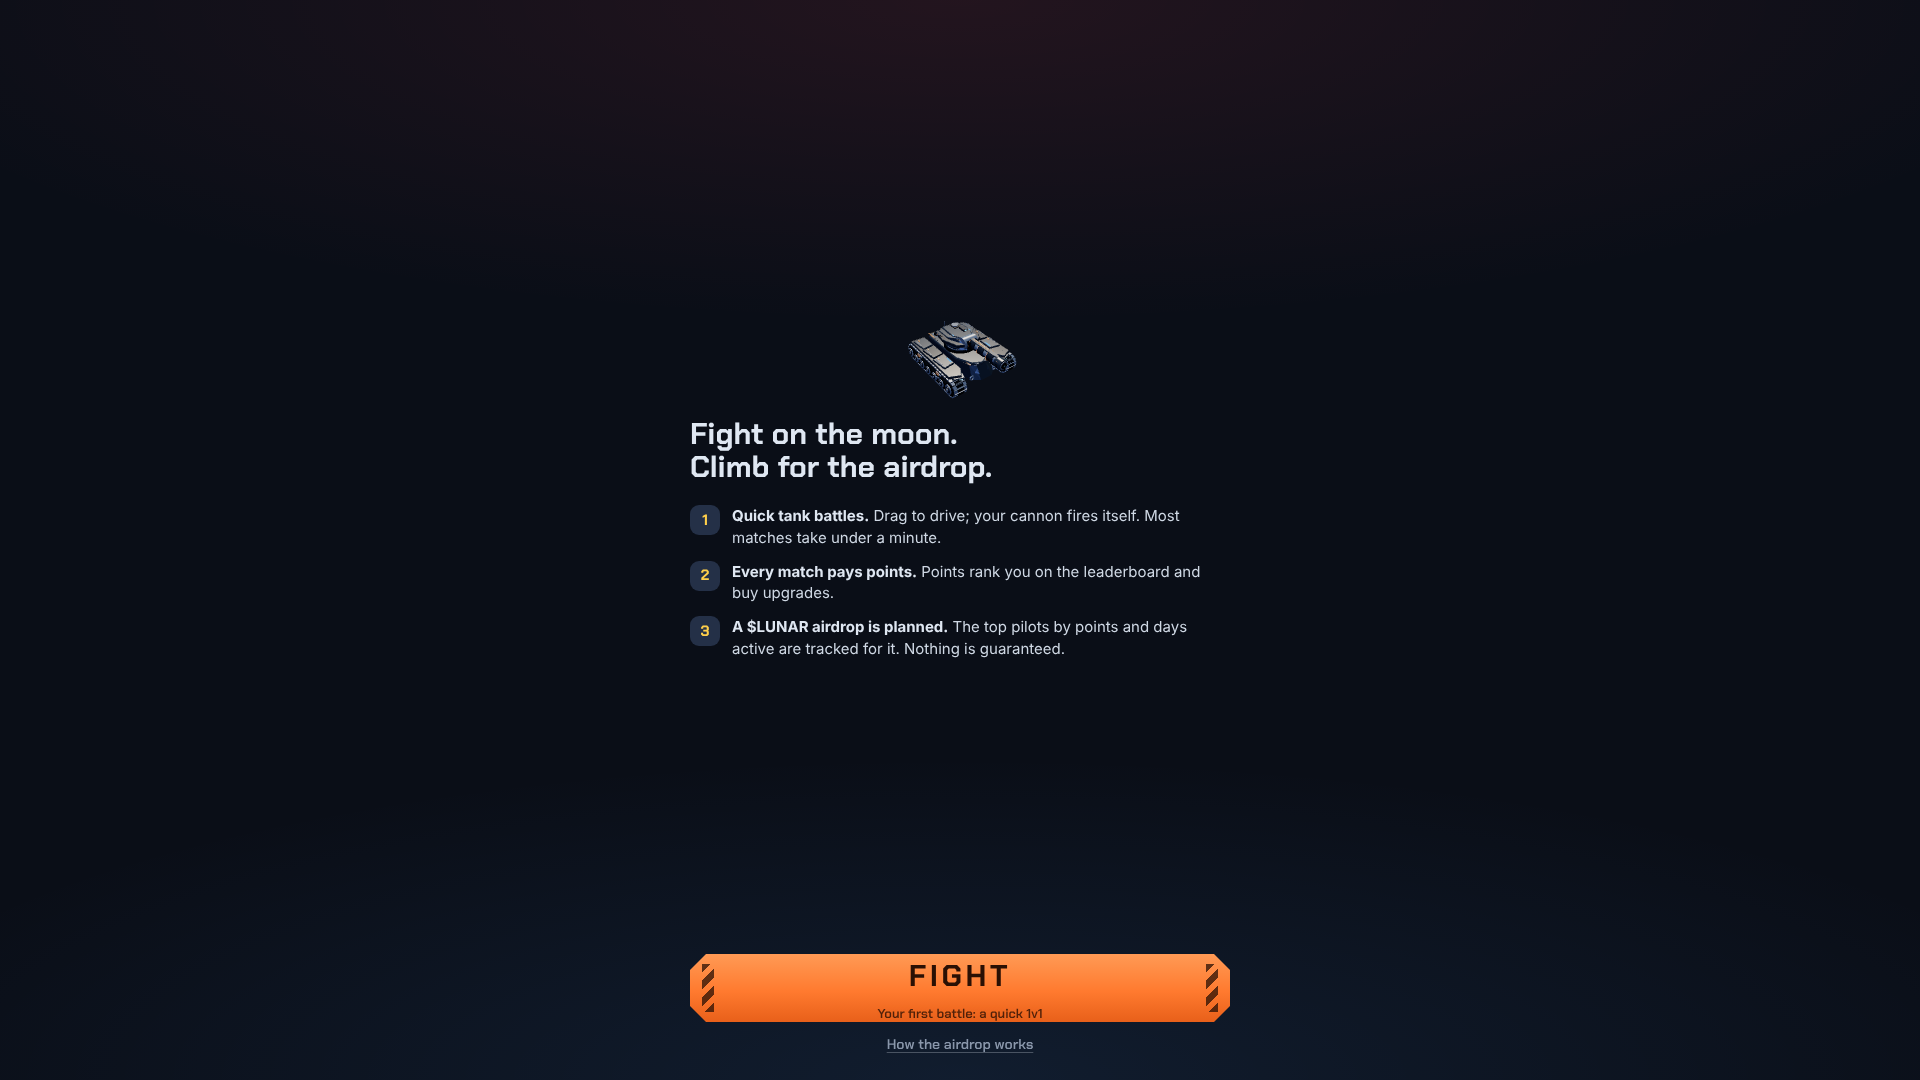 Fight on the moon.
Climb for the airdrop.
1
Quick tank battles. Drag to drive; your cannon fires itself. Most
matches take under a minute.
2
Every match pays points. Points rank you on the leaderboard and
buy upgrades.
3
A $LUNAR airdrop is planned. The top pilots by points and days
active are tracked for it. Nothing is guaranteed.
FIGHT
Your first battle: a quick 1v1
How the airdrop works